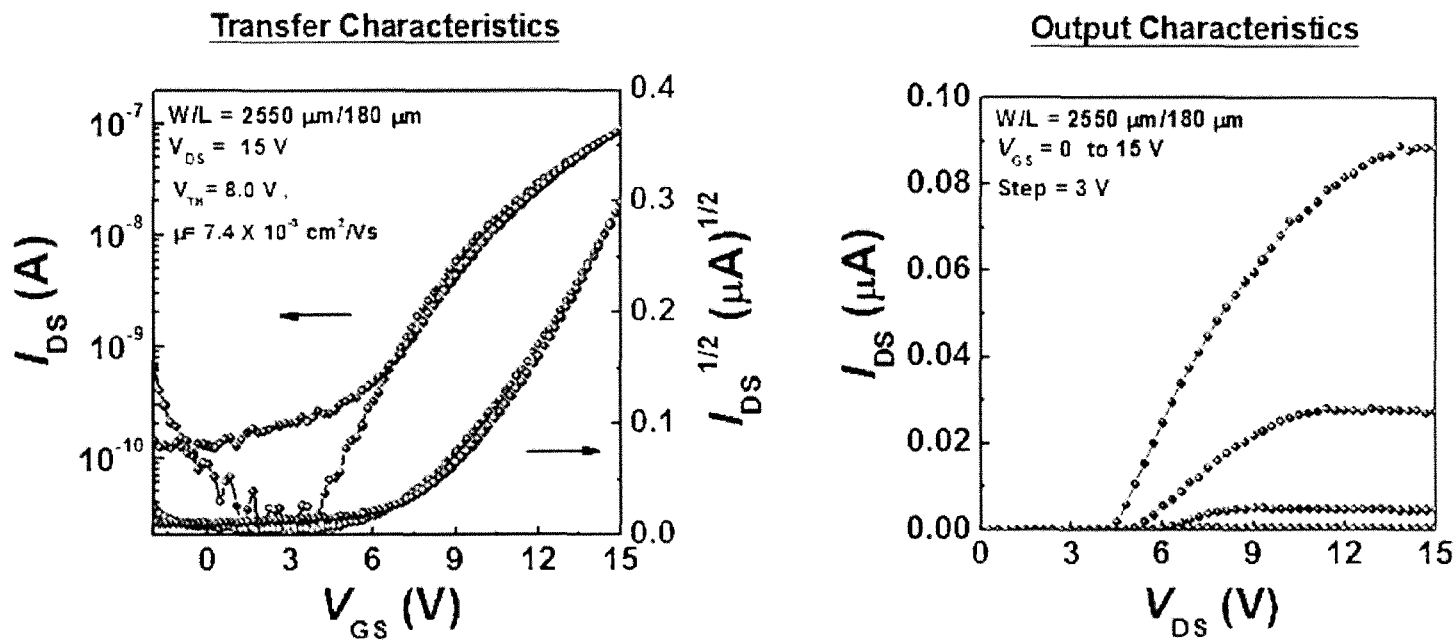 Transfer Characteristics
W/L = 2550 µm/180 µm
V_DS = 15 V
V_TH = 8.0 V .
µ= 7.4 X 10^-3 cm^2/Vs
I_DS (A)
10^-7
10^-8
10^-9
10^-10
0 3 6 9 12 15
V_GS (V)
0.4
0.3
0.2
0.1
0.0
I_DS^1/2 (µA)^1/2
Output Characteristics
W/L = 2550 µm/180 µm
V_GS = 0 to 15 V
Step = 3 V
I_DS (µA)
0.10
0.08
0.06
0.04
0.02
0.00
0 3 6 9 12 15
V_DS (V)